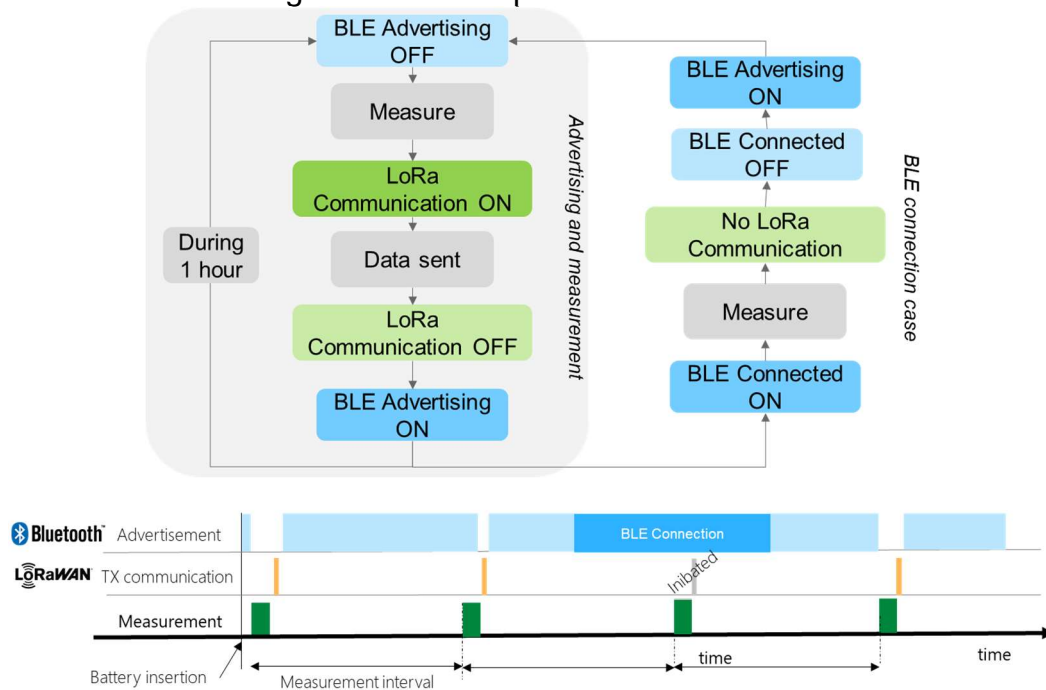 BLE Advertising
OFF
Measure
LoRa
Communication ON
Data sent
LoRa
Communication OFF
BLE Advertising
ON
During
1 hour
Advertising and measurement
BLE Advertising
ON
BLE Connected
OFF
No LoRa
Communication
Measure
BLE Connected
ON
BLE connection case
Bluetooth™ Advertisement
BLE Connection
LoRaWAN TX communication
Inibated
Measurement
Battery insertion
Measurement interval
time
time